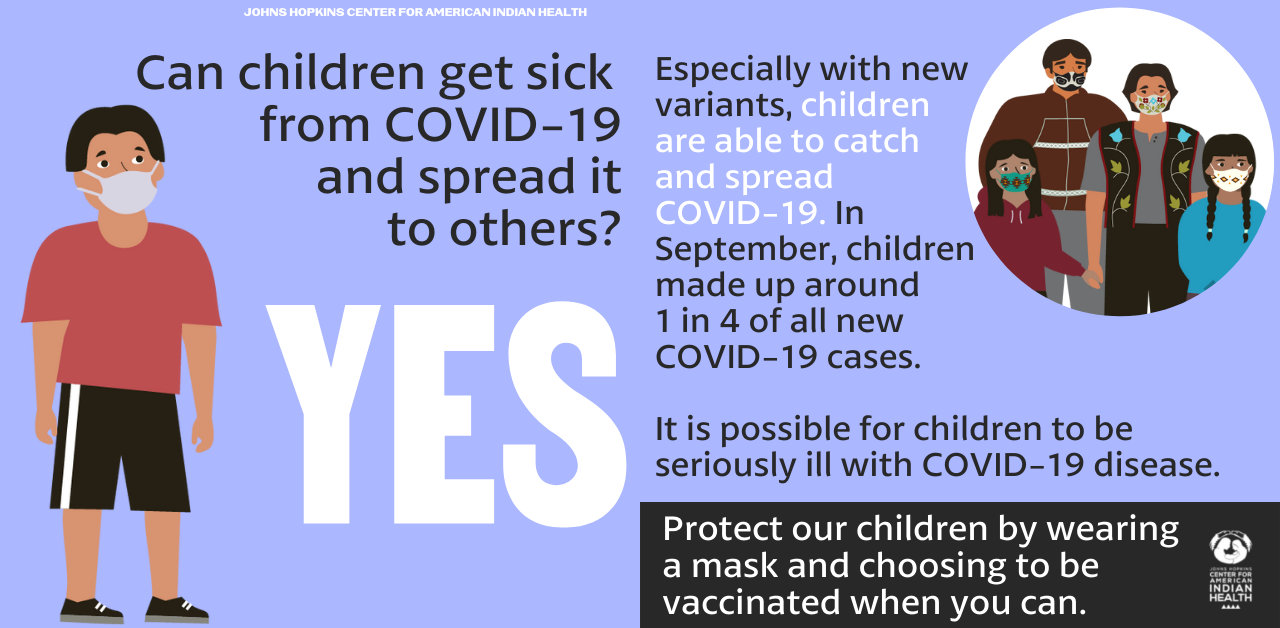 JOHNS HOPKINS CENTER FOR AMERICAN INDIAN HEALTH
Can children get sick
from COVID-19
and spread it
to others?
YES
Especially with new
variants, children
are able to catch
and spread
COVID-19. In
September, children
made up around
1 in 4 of all new
COVID-19 cases.
It is possible for children to be
seriously ill with COVID-19 disease.
Protect our children by wearing
a mask and choosing to be
vaccinated when you can.
JOHNS HOPKINS
CENTER FOR
AMERICAN
INDIAN
HEALTH